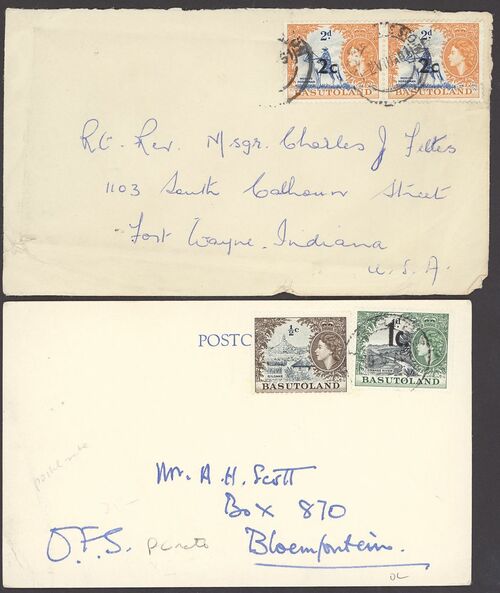 2d 2d
2c 2c
BASUTOLAND BASUTOLAND
Rt. Rev. Msgr. Charles J Feltes
1103 South Calhoun Street
Fort Wayne. Indiana
U.S.A.
POSTC
½c 1c
BASUTOLAND BASUTOLAND
Mr. A. H. Scott
Box 870
O.F.S. Bloemfontein.